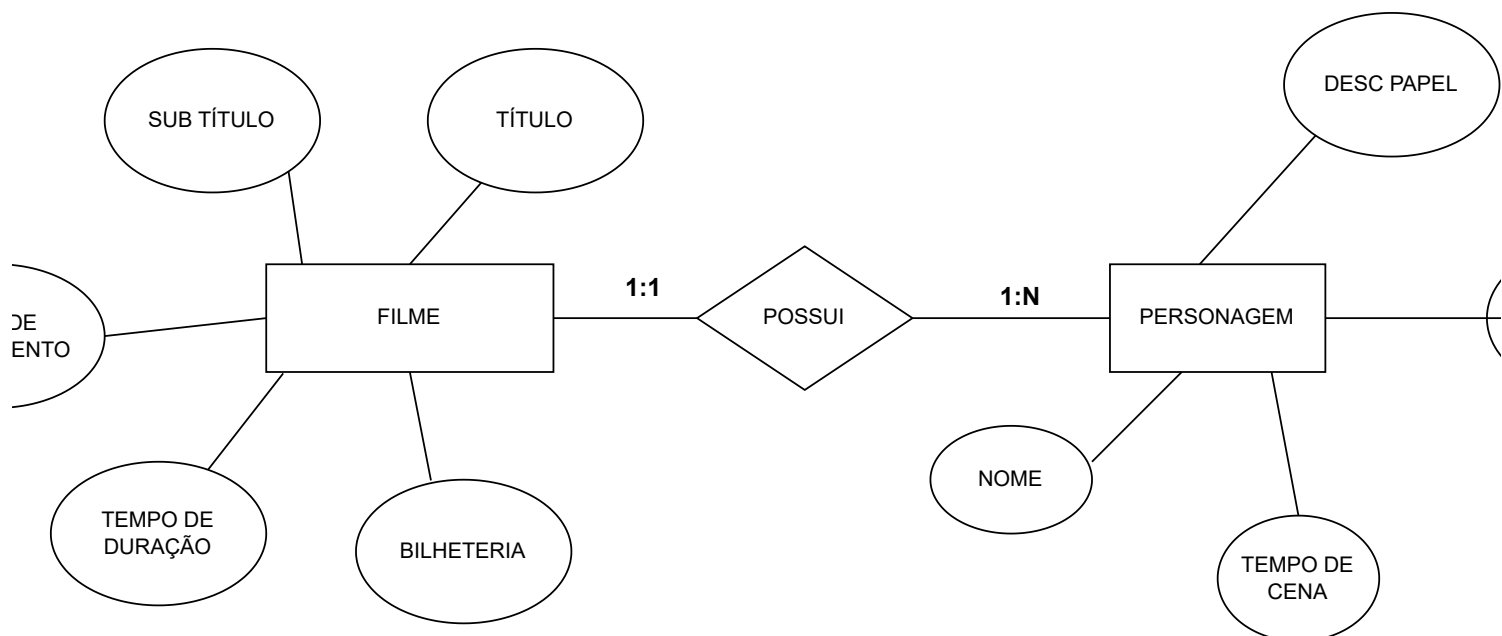 DESC PAPEL
SUB TÍTULO
TÍTULO
1:1
1:N
FILME
POSSUI
PERSONAGEM
ENTO
NOME
TEMPO DE
DURAÇÃO
BILHETERIA
TEMPO DE
CENA